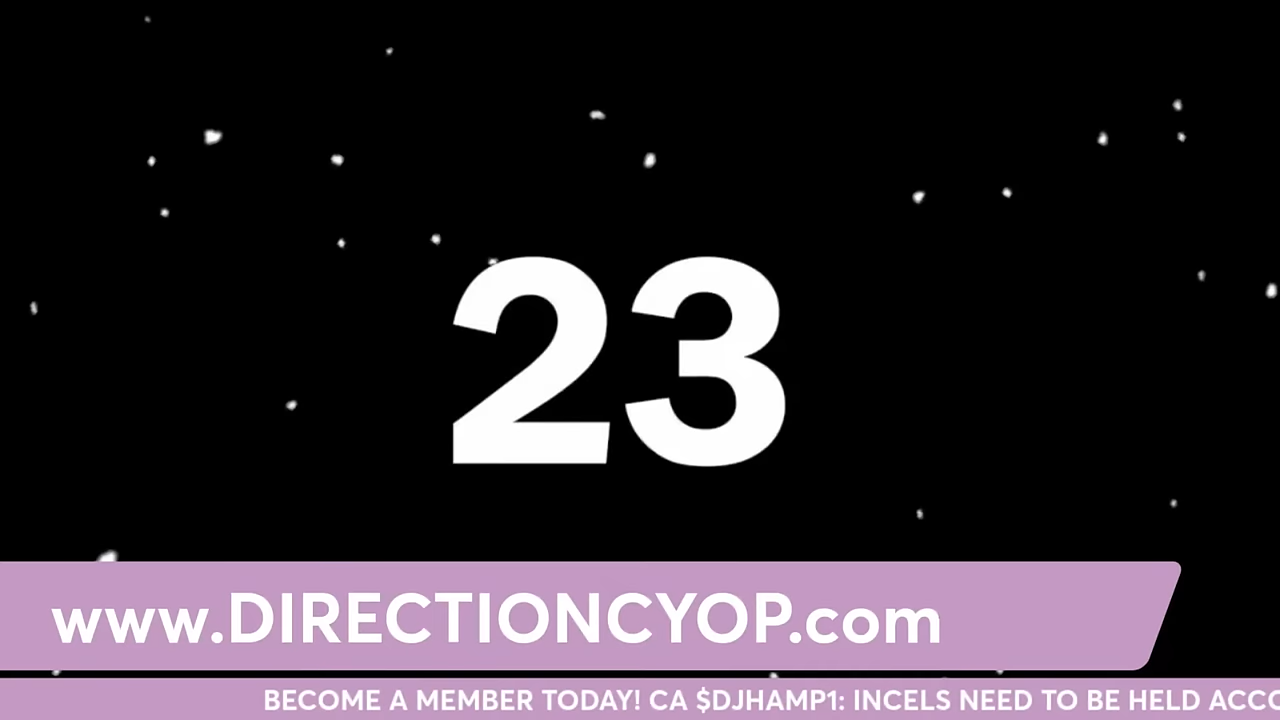 23
www.DIRECTIONCYOP.com
BECOME A MEMBER TODAY! CA $DJHAMP1: INCELS NEED TO BE HELD